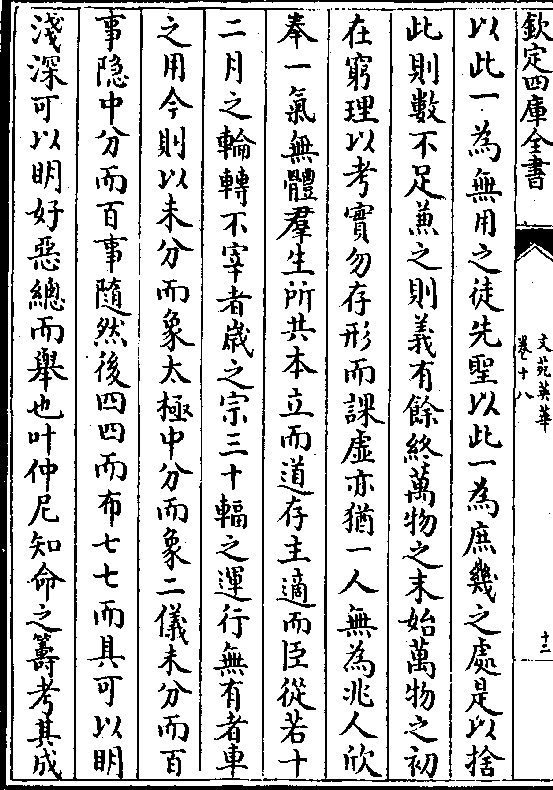 欽定四庫全書
文苑英華
卷十八
十三
以此一為無用之徒先聖以此一為庶幾之處是以捨
此則數不足兼之則義有餘終萬物之末始萬物之初
在窮理以考實勿存形而課虛亦猶一人無為兆人欣
奉一氣無體羣生所共本立而道存主適而臣從若十
二月之輪轉不宰者歳之宗三十輻之運行無有者車
之用今則以未分而象太極中分而象二儀未分而百
事隐中分而百事隨然後四四而布七七而具可以明
淺深可以明好惡總而舉也叶仲尼知命之籌考其成